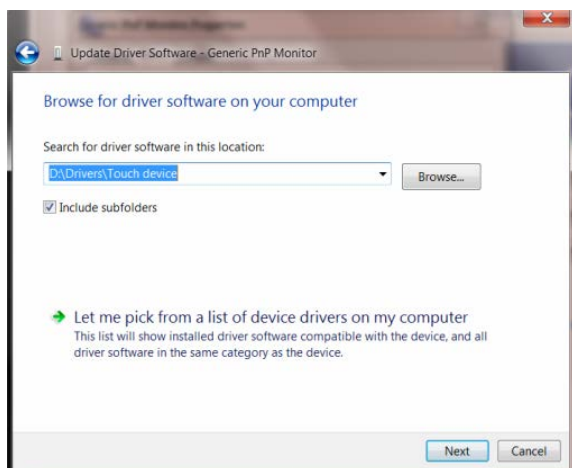 Update Driver Software - Generic PnP Monitor
Browse for driver software on your computer
Search for driver software in this location:
D:\Drivers\Touch device
Browse...
Include subfolders
Let me pick from a list of device drivers on my computer
This list will show installed driver software compatible with the device, and all
driver software in the same category as the device.
Next
Cancel